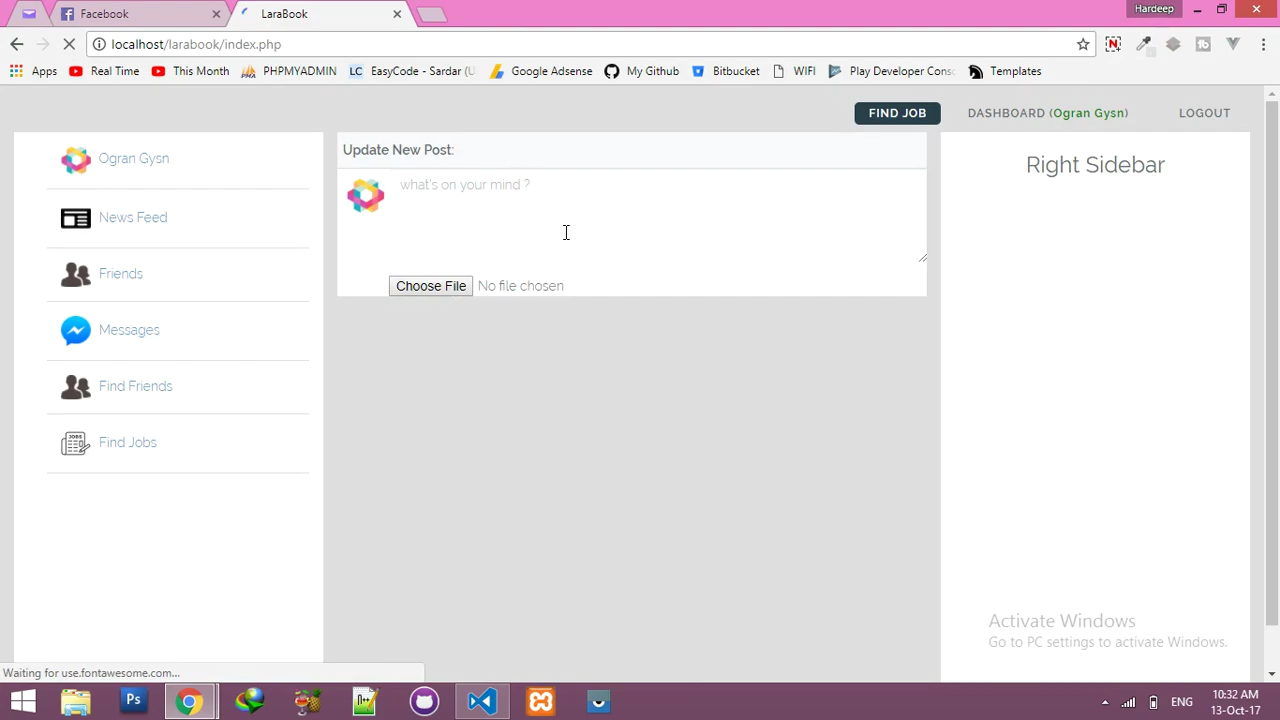 Facebook
LaraBook
Hardeep
localhost/larabook/index.php
Apps
Real Time
This Month
PHPMYADMIN
LC EasyCode - Sardar (U
Google Adsense
My Github
Bitbucket
WIFI
Play Developer Cons
Templates
FIND JOB
DASHBOARD (Ogran Gysn)
LOGOUT
Ogran Gysn
News Feed
Friends
Messages
Find Friends
JOBS
Find Jobs
Update New Post:
what's on your mind ?
Choose File No file chosen
Right Sidebar
Activate Windows
Go to PC settings to activate Windows.
Waiting for use.fontawesome.com...
Ps
ENG
10:32 AM
13-Oct-17